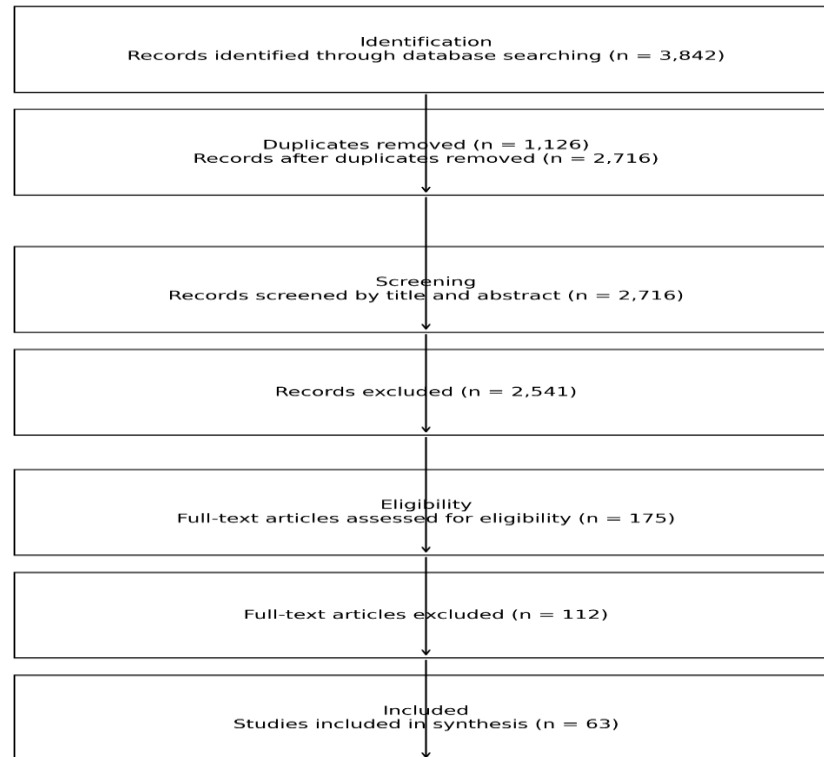 Identification
Records identified through database searching (n = 3,842)
Duplicates removed (n = 1,126)
Records after duplicates removed (n = 2,716)
Screening
Records screened by title and abstract (n = 2,716)
Records excluded (n = 2,541)
Eligibility
Full-text articles assessed for eligibility (n = 175)
Full-text articles excluded (n = 112)
Included
Studies included in synthesis (n = 63)